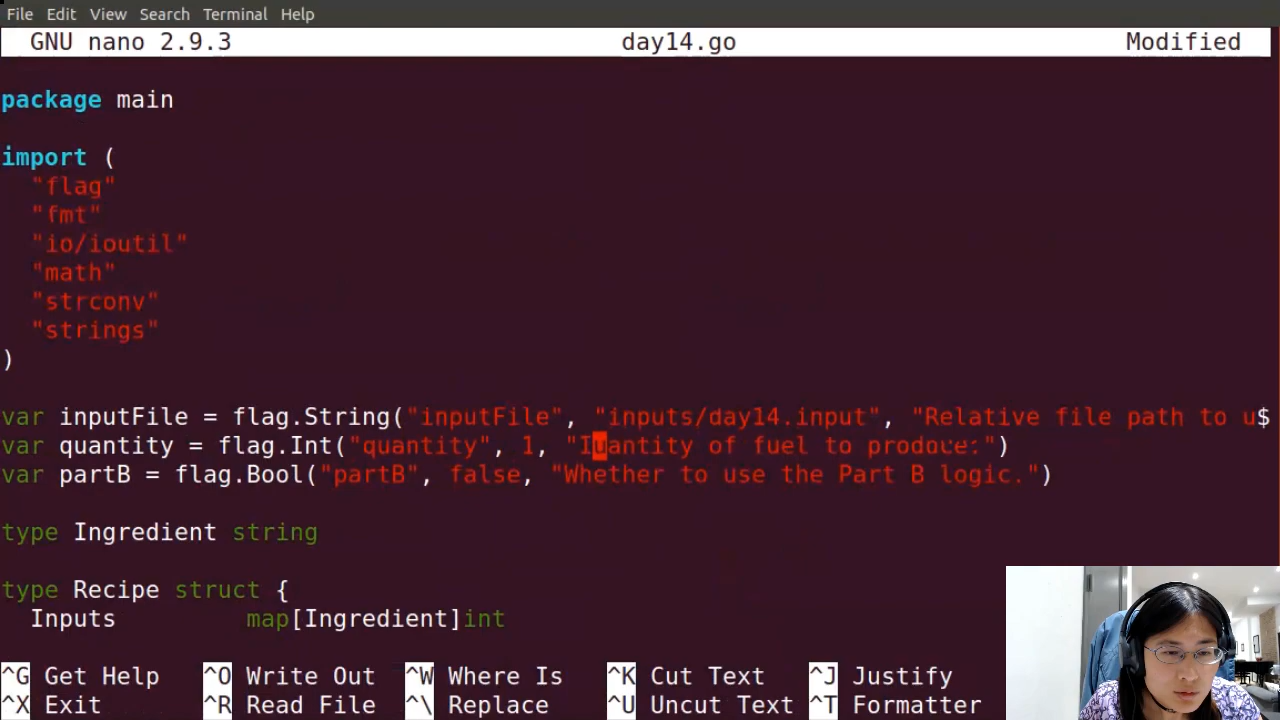 File Edit View Search Terminal Help
GNU nano 2.9.3 day14.go Modified
package main
import (
"flag"
"fmt"
"io/ioutil"
"math"
"strconv"
"strings"
)
var inputFile = flag.String("inputFile", "inputs/day14.input", "Relative file path to u$
var quantity = flag.Int("quantity", 1, "Iuantity of fuel to produce:")
var partB = flag.Bool("partB", false, "Whether to use the Part B logic.")
type Ingredient string
type Recipe struct {
Inputs map[Ingredient]int
^G Get Help ^O Write Out ^W Where Is ^K Cut Text ^J Justify
^X Exit ^R Read File ^\ Replace ^U Uncut Text ^T Formatter